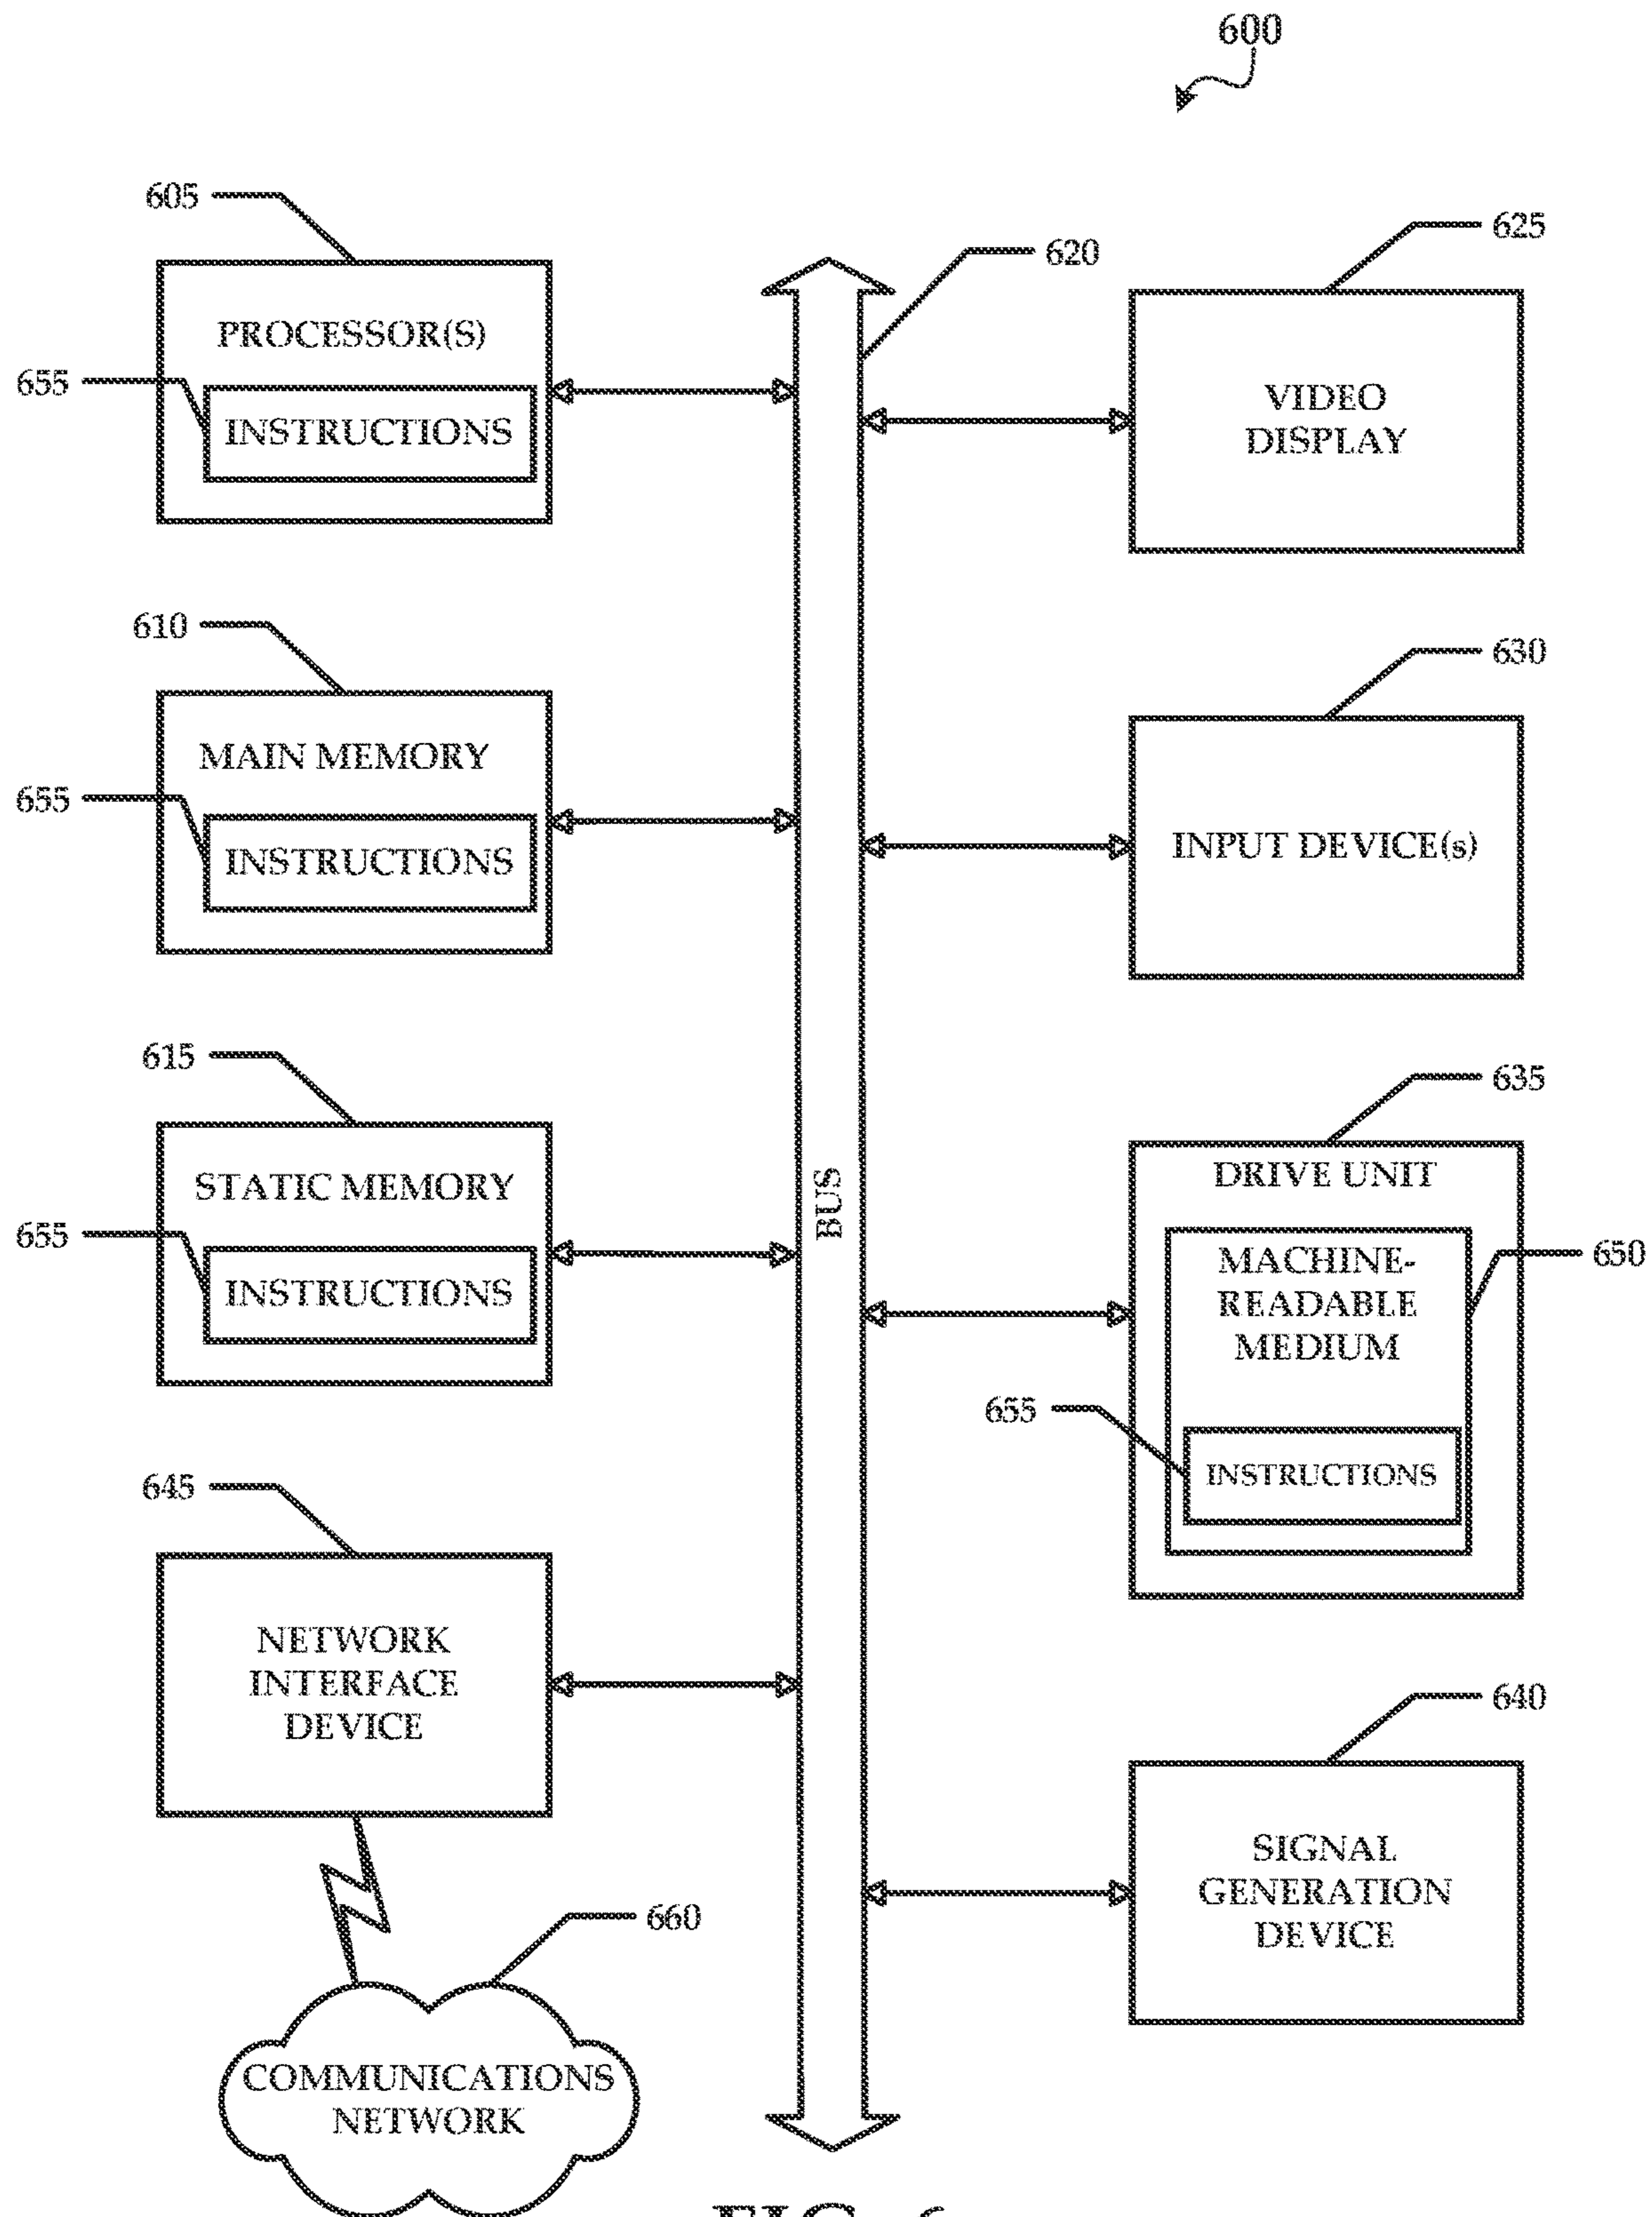 600
605
PROCESSOR(S)
655
INSTRUCTIONS
610
MAIN MEMORY
655
INSTRUCTIONS
615
STATIC MEMORY
655
INSTRUCTIONS
645
NETWORK
INTERFACE
DEVICE
660
COMMUNICATIONS
NETWORK
620
BUS
625
VIDEO
DISPLAY
630
INPUT DEVICE(s)
635
DRIVE UNIT
650
MACHINE-
READABLE
MEDIUM
655
INSTRUCTIONS
640
SIGNAL
GENERATION
DEVICE
FIG. 6